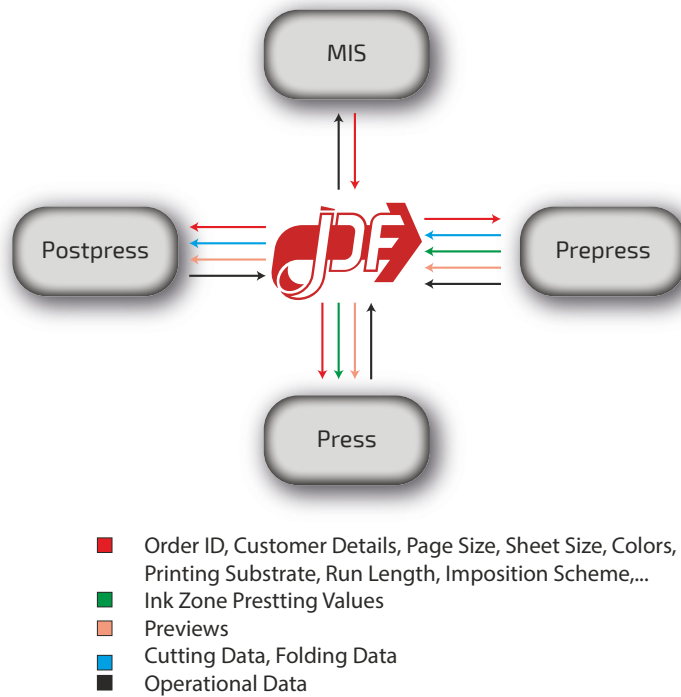 MIS
Postpress
JDF
Prepress
Press
Order ID, Customer Details, Page Size, Sheet Size, Colors,
Printing Substrate, Run Length, Imposition Scheme,...
Ink Zone Prestting Values
Previews
Cutting Data, Folding Data
Operational Data